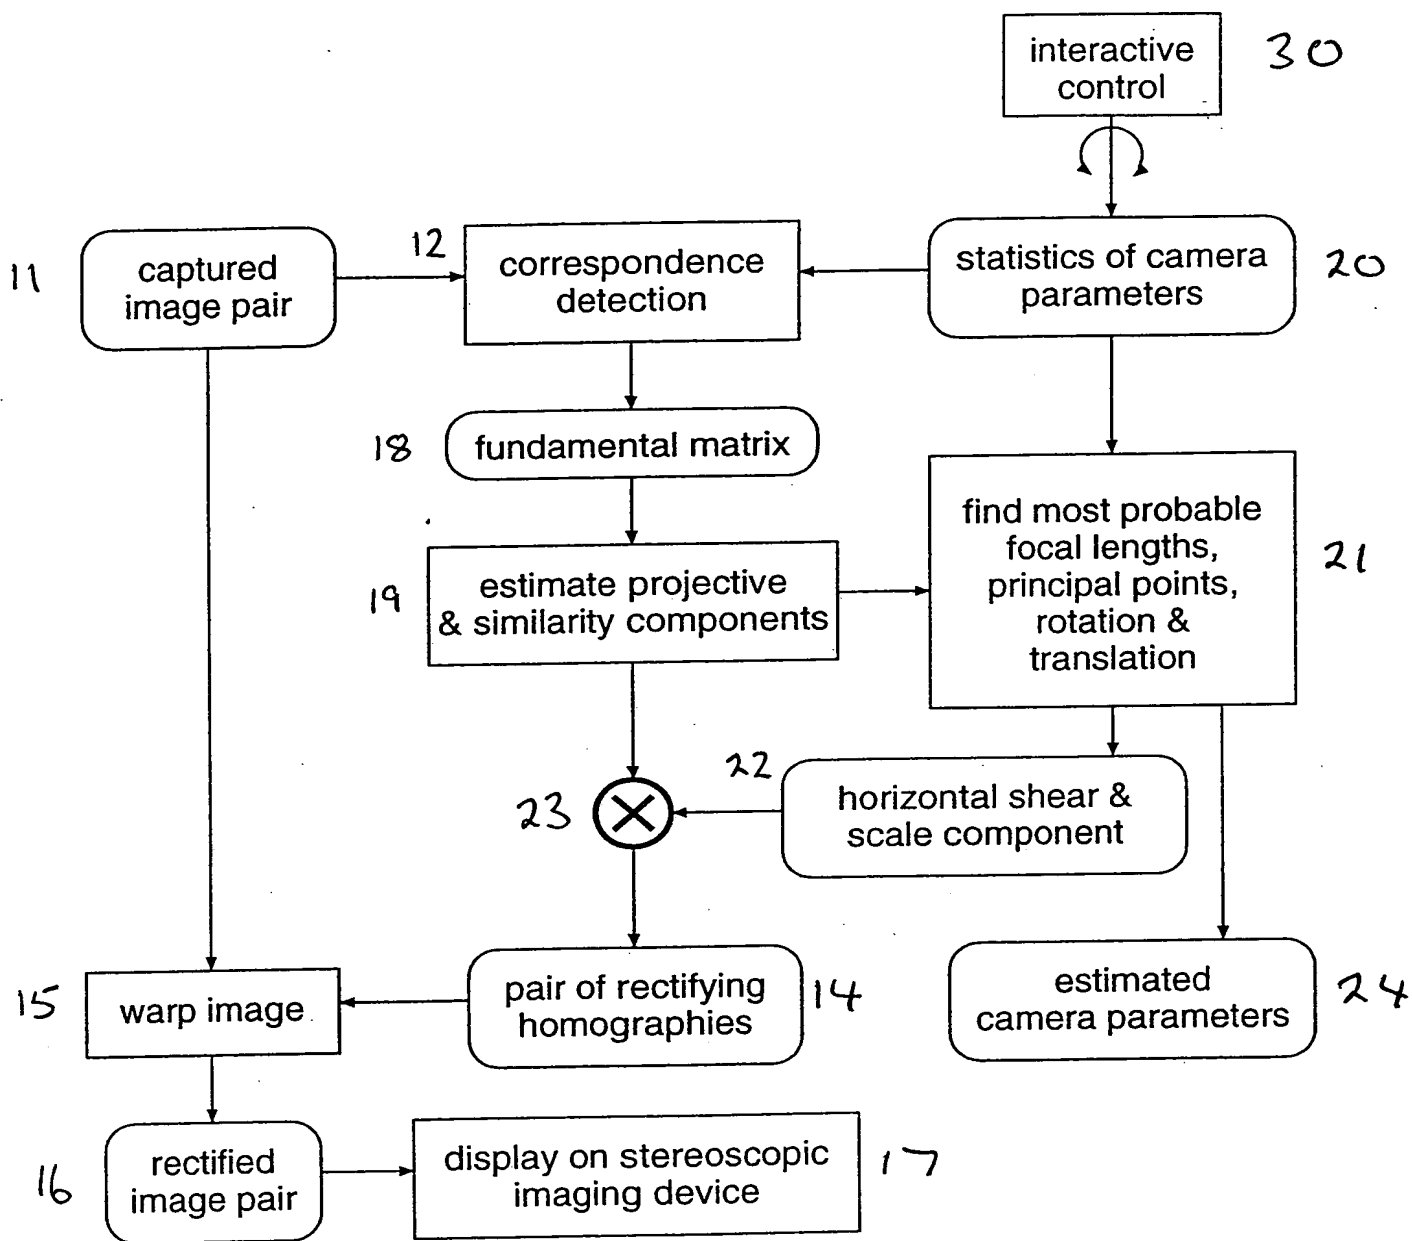 interactive
control
30
11
captured
image pair
12
correspondence
detection
statistics of camera
parameters
20
18
fundamental matrix
19
estimate projective
& similarity components
find most probable
focal lengths,
principal points,
rotation &
translation
21
23
22
horizontal shear &
scale component
15
warp image
pair of rectifying
homographies
14
estimated
camera parameters
24
16
rectified
image pair
display on stereoscopic
imaging device
17